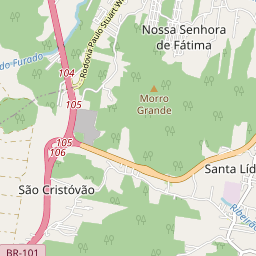 Nossa Senhora
de Fátima
Rodovia Paulo Stuart W
do Furado
104
Morro
Grande
105
105
106
Santa Líd
São Cristóvão
Ribeirão
BR-101